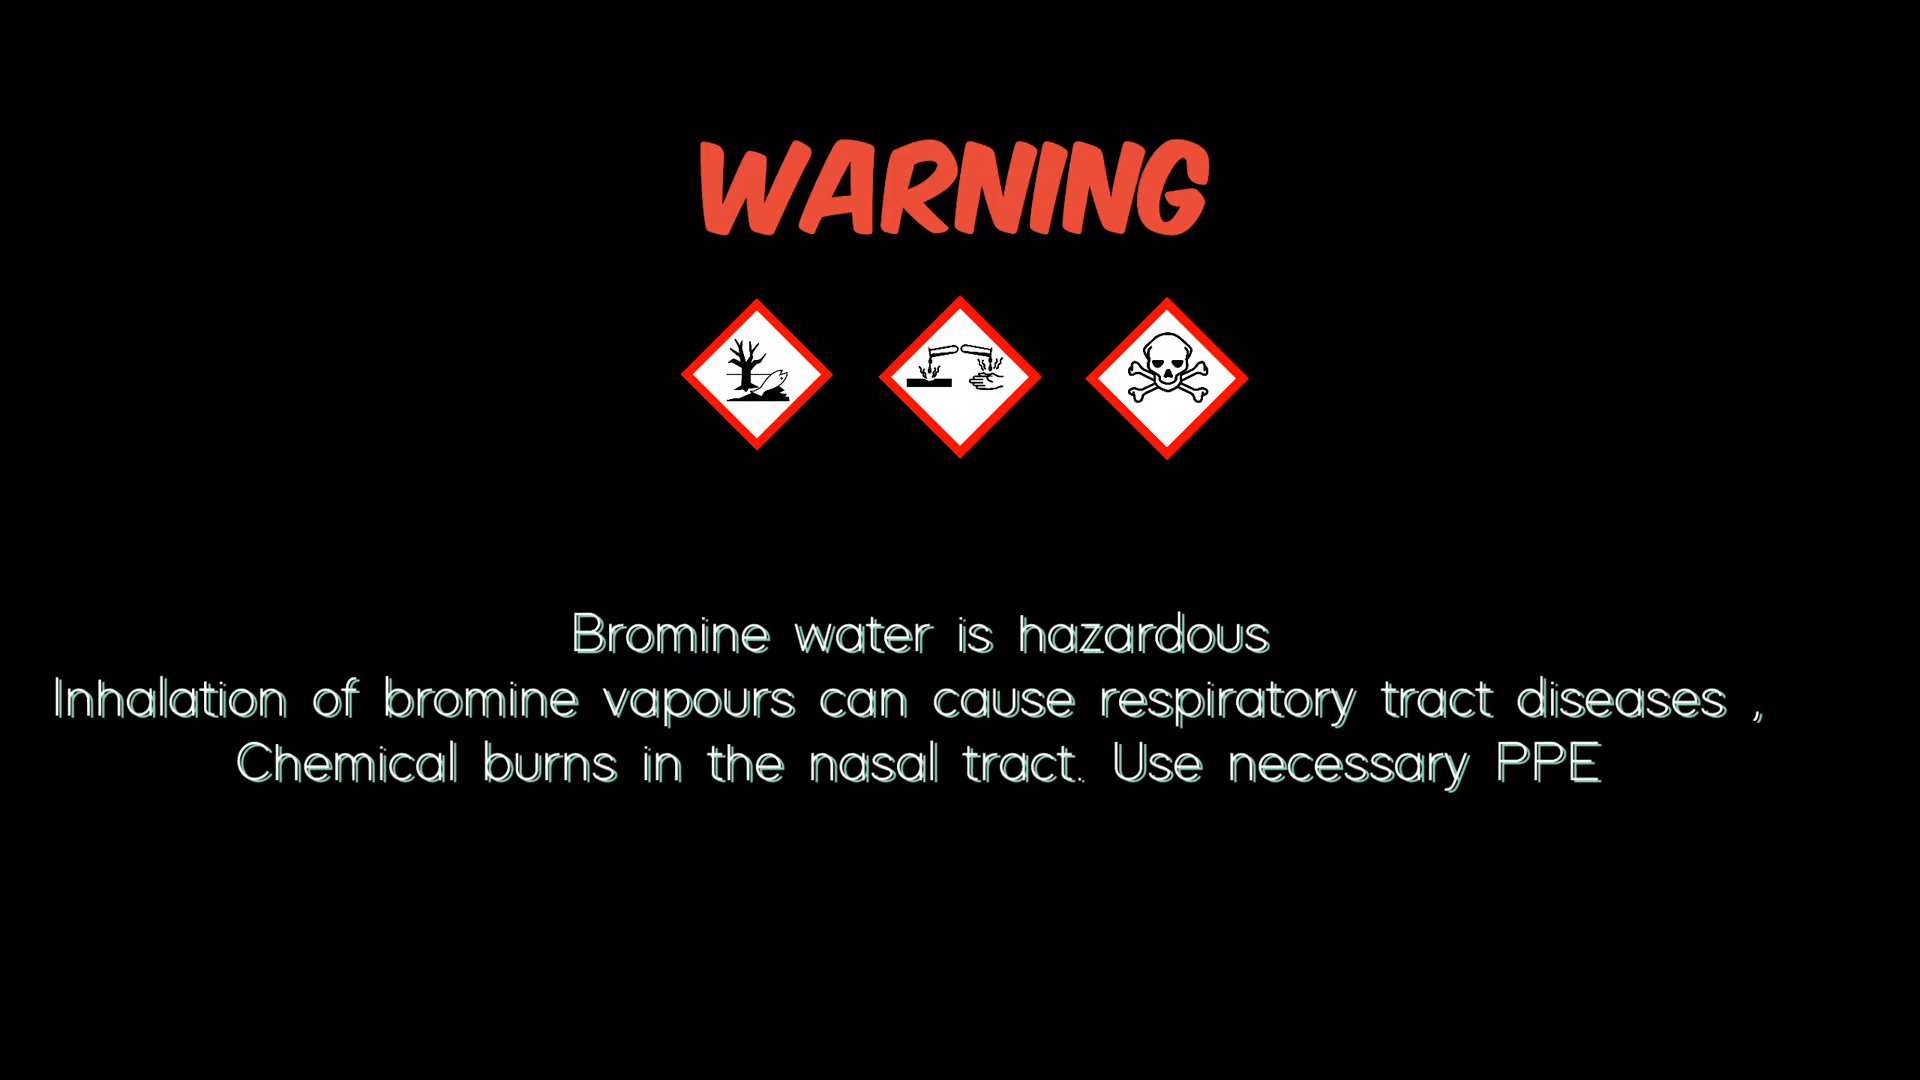 WARNING
Bromine water is hazardous
Inhalation of bromine vapours can cause respiratory tract diseases ,
Chemical burns in the nasal tract. Use necessary PPE